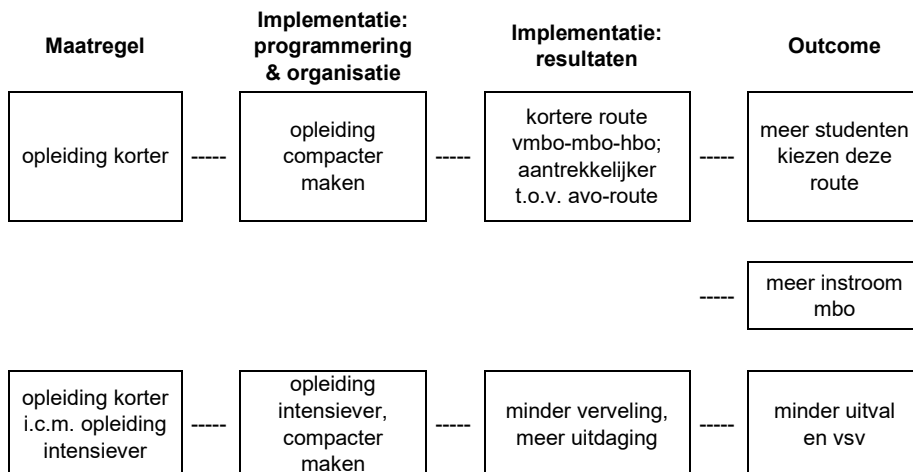 Maatregel
Implementatie:
programmering
& organisatie
Implementatie:
resultaten
Outcome
opleiding korter
-----
opleiding
compacter
maken
-----
kortere route
vmbo-mbo-hbo;
aantrekkelijker
t.o.v. avo-route
-----
meer studenten
kiezen deze
route
-----
meer instroom
mbo
opleiding korter
i.c.m. opleiding
intensiever
-----
opleiding
intensiever,
compacter
maken
-----
minder verveling,
meer uitdaging
-----
minder uitval
en vsv